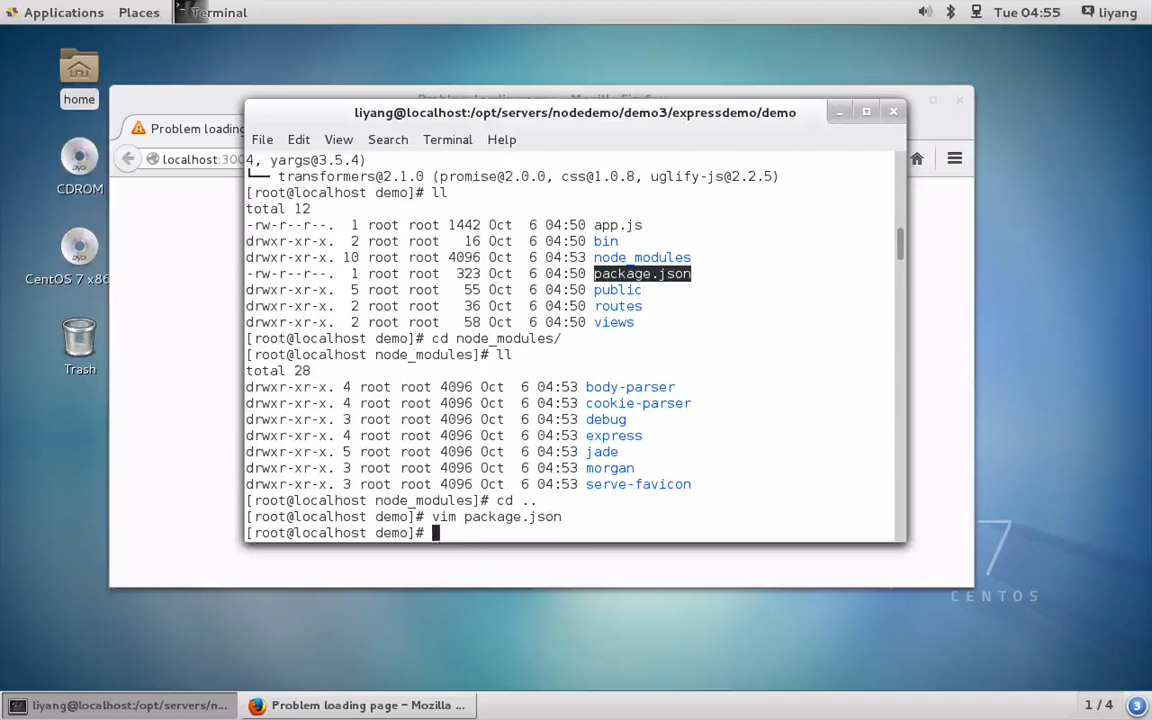 Applications Places Terminal Tue 04:55 liyang
home
CDROM
CentOS 7 x86
Trash
Problem loading
localhost:300
liyang@localhost:/opt/servers/nodedemo/demo3/expressdemo/demo
File Edit View Search Terminal Help
4, yargs@3.5.4)
└── transformers@2.1.0 (promise@2.0.0, css@1.0.8, uglify-js@2.2.5)
[root@localhost demo]# ll
total 12
-rw-r--r--. 1 root root 1442 Oct 6 04:50 app.js
drwxr-xr-x. 2 root root 16 Oct 6 04:50 bin
drwxr-xr-x. 10 root root 4096 Oct 6 04:53 node_modules
-rw-r--r--. 1 root root 323 Oct 6 04:50 package.json
drwxr-xr-x. 5 root root 55 Oct 6 04:50 public
drwxr-xr-x. 2 root root 36 Oct 6 04:50 routes
drwxr-xr-x. 2 root root 58 Oct 6 04:50 views
[root@localhost demo]# cd node_modules/
[root@localhost node_modules]# ll
total 28
drwxr-xr-x. 4 root root 4096 Oct 6 04:53 body-parser
drwxr-xr-x. 4 root root 4096 Oct 6 04:53 cookie-parser
drwxr-xr-x. 3 root root 4096 Oct 6 04:53 debug
drwxr-xr-x. 4 root root 4096 Oct 6 04:53 express
drwxr-xr-x. 5 root root 4096 Oct 6 04:53 jade
drwxr-xr-x. 3 root root 4096 Oct 6 04:53 morgan
drwxr-xr-x. 3 root root 4096 Oct 6 04:53 serve-favicon
[root@localhost node_modules]# cd ..
[root@localhost demo]# vim package.json
[root@localhost demo]#
7
CENTOS
liyang@localhost:/opt/servers/n... Problem loading page – Mozilla ... 1 / 4 3